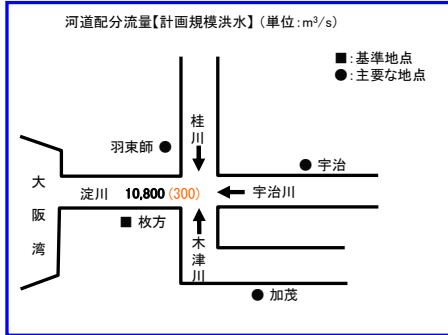 河道配分流量【計画規模洪水】（単位：m³/s）
■：基準地点
●：主要な地点
桂川
羽束師 ●
● 宇治
大阪湾
淀川 10,800 (300)
宇治川
■ 枚方
木津川
● 加茂